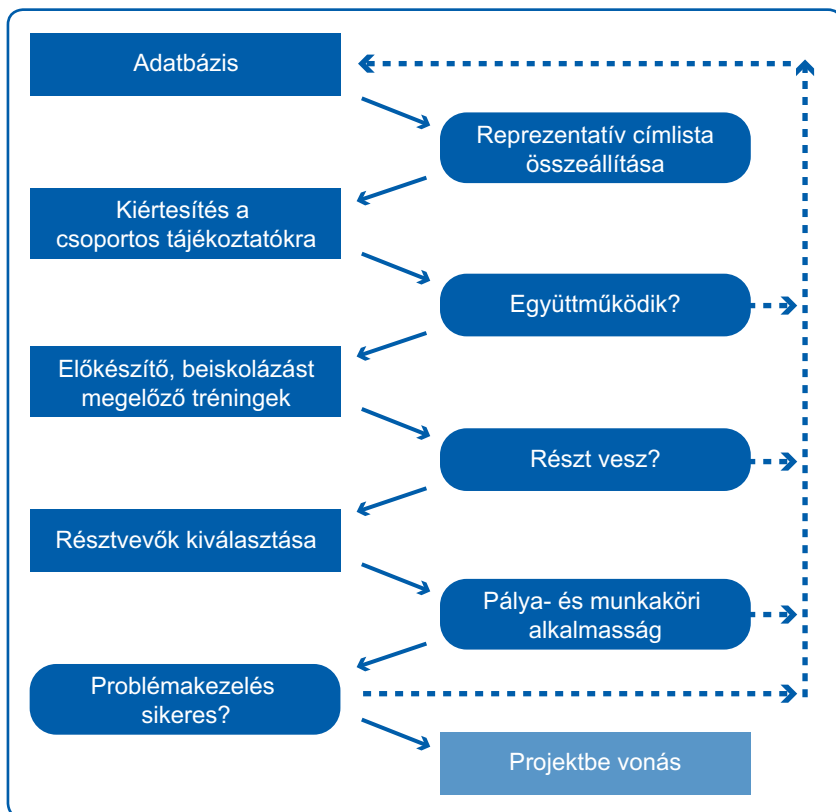 Adatbázis
Reprezentatív címlista
összeállítása
Kiértesítés a
csoportos tájékoztatókra
Együttműködik?
Előkészítő, beiskolázást
megelőző tréningek
Részt vesz?
Résztvevők kiválasztása
Pálya- és munkaköri
alkalmasság
Problémakezelés
sikeres?
Projektbe vonás